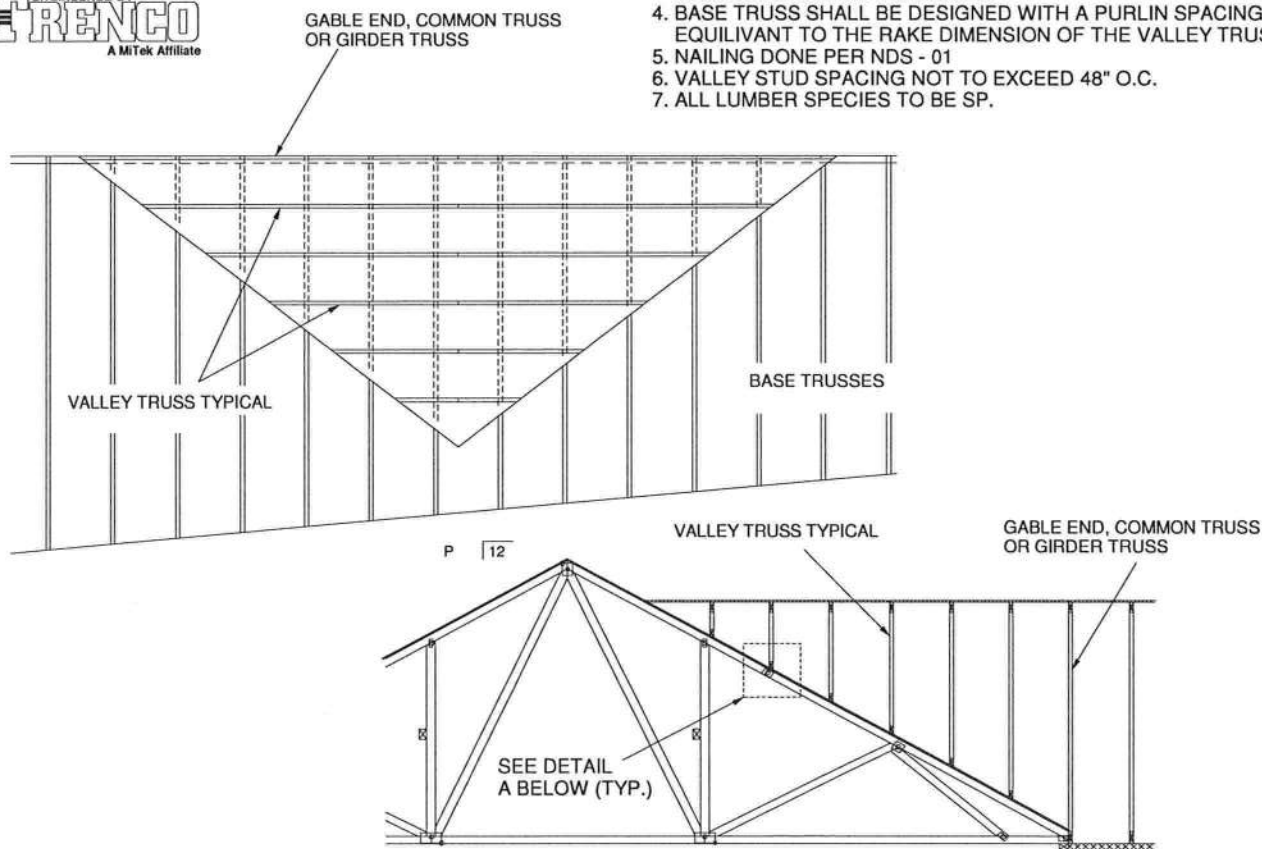 TRENCO
A MiTek Affiliate
GABLE END, COMMON TRUSS
OR GIRDER TRUSS
4. BASE TRUSS SHALL BE DESIGNED WITH A PURLIN SPACING
EQUILIVANT TO THE RAKE DIMENSION OF THE VALLEY
5. NAILING DONE PER NDS - 01
6. VALLEY STUD SPACING NOT TO EXCEED 48" O.C.
7. ALL LUMBER SPECIES TO BE SP.
VALLEY TRUSS TYPICAL
BASE TRUSSES
P 12
VALLEY TRUSS TYPICAL
GABLE END, COMMON TRUSS
OR GIRDER TRUSS
SEE DETAIL
A BELOW (TYP.)